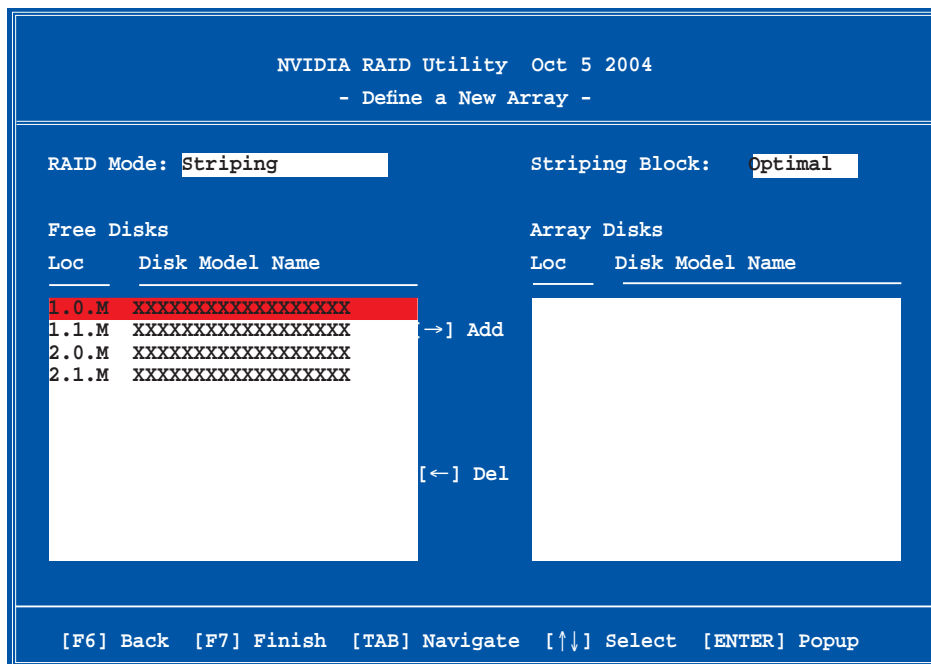 NVIDIA RAID Utility Oct 5 2004
- Define a New Array -
RAID Mode: Striping
Striping Block: Optimal
Free Disks
Array Disks
Loc Disk Model Name
Loc Disk Model Name
1.0.M XXXXXXXXXXXXXXXXXX
1.1.M XXXXXXXXXXXXXXXXXX
[→] Add
2.0.M XXXXXXXXXXXXXXXXXX
2.1.M XXXXXXXXXXXXXXXXXX
[←] Del
[F6] Back [F7] Finish [TAB] Navigate [↑↓] Select [ENTER] Popup